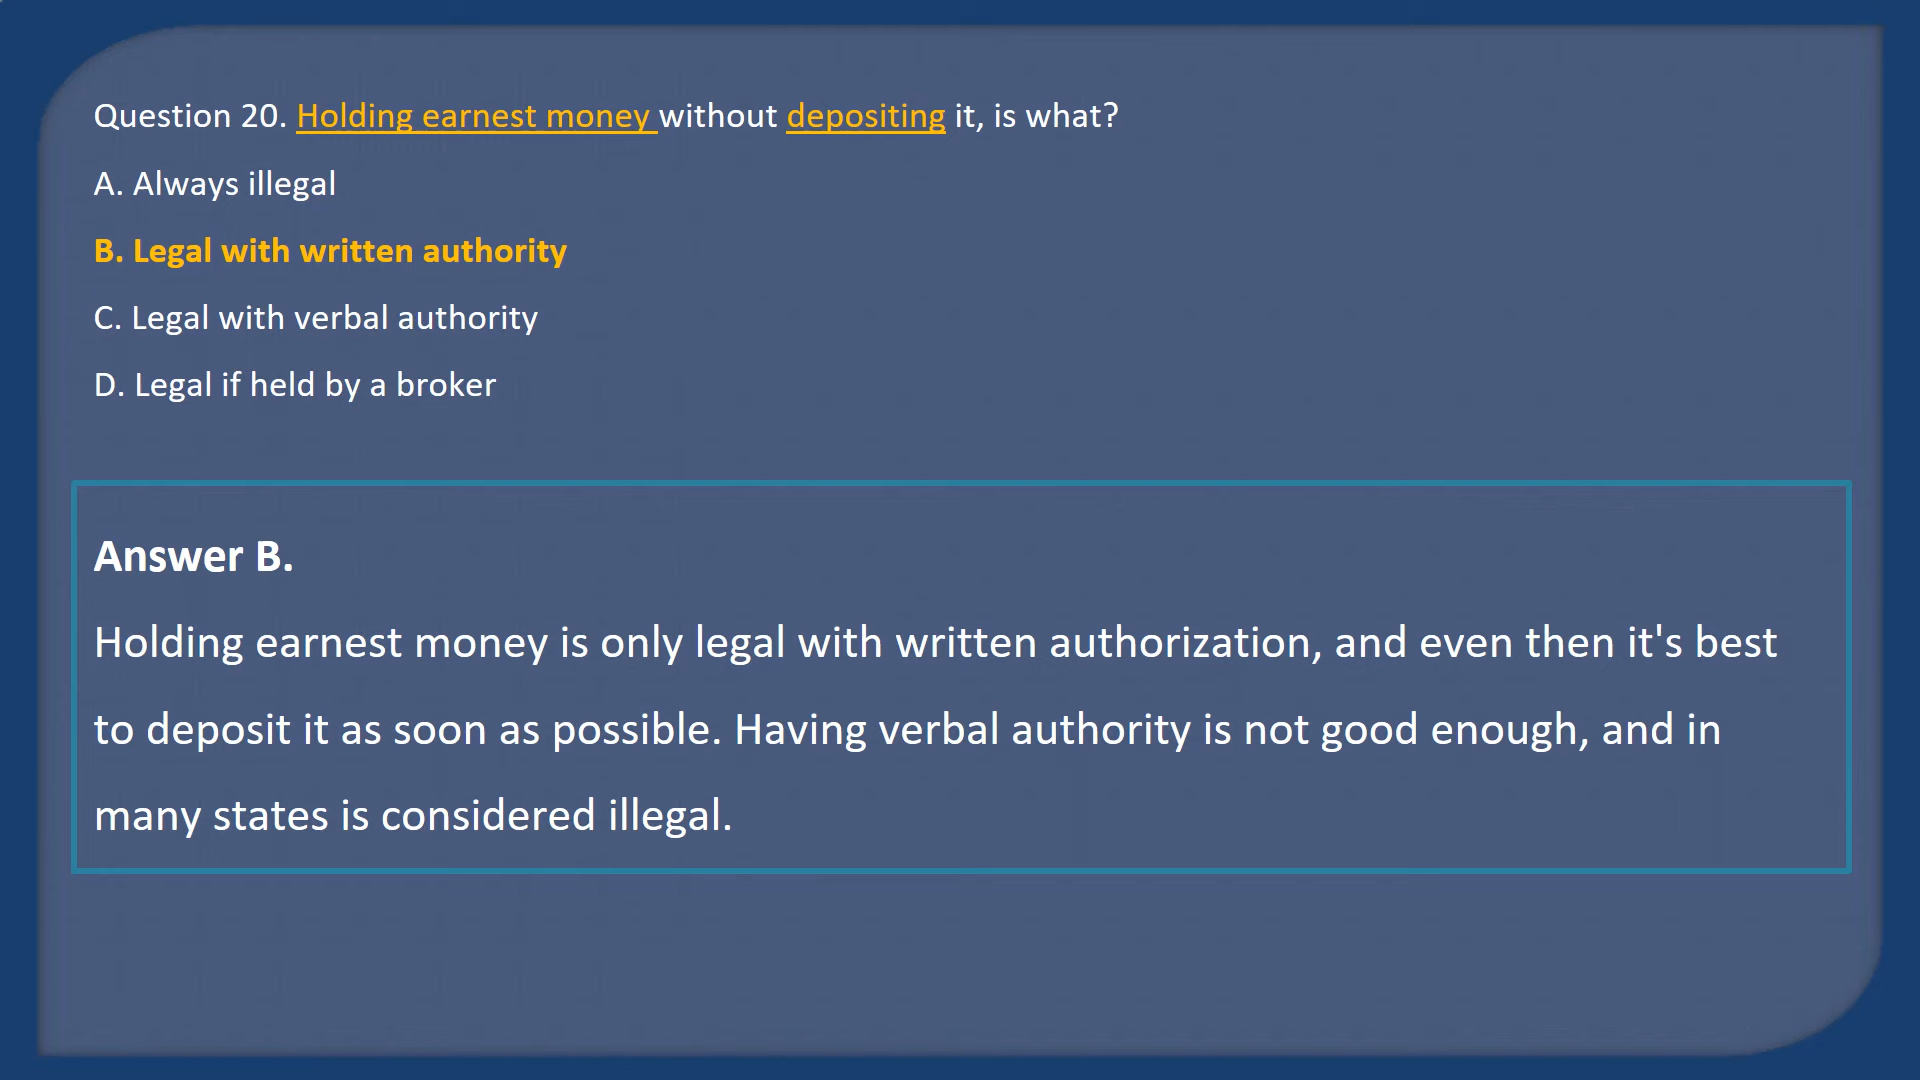 Question 20. Holding earnest money without depositing it, is what?
A. Always illegal
B. Legal with written authority
C. Legal with verbal authority
D. Legal if held by a broker
Answer B.
Holding earnest money is only legal with written authorization, and even then it's best
to deposit it as soon as possible. Having verbal authority is not good enough, and in
many states is considered illegal.